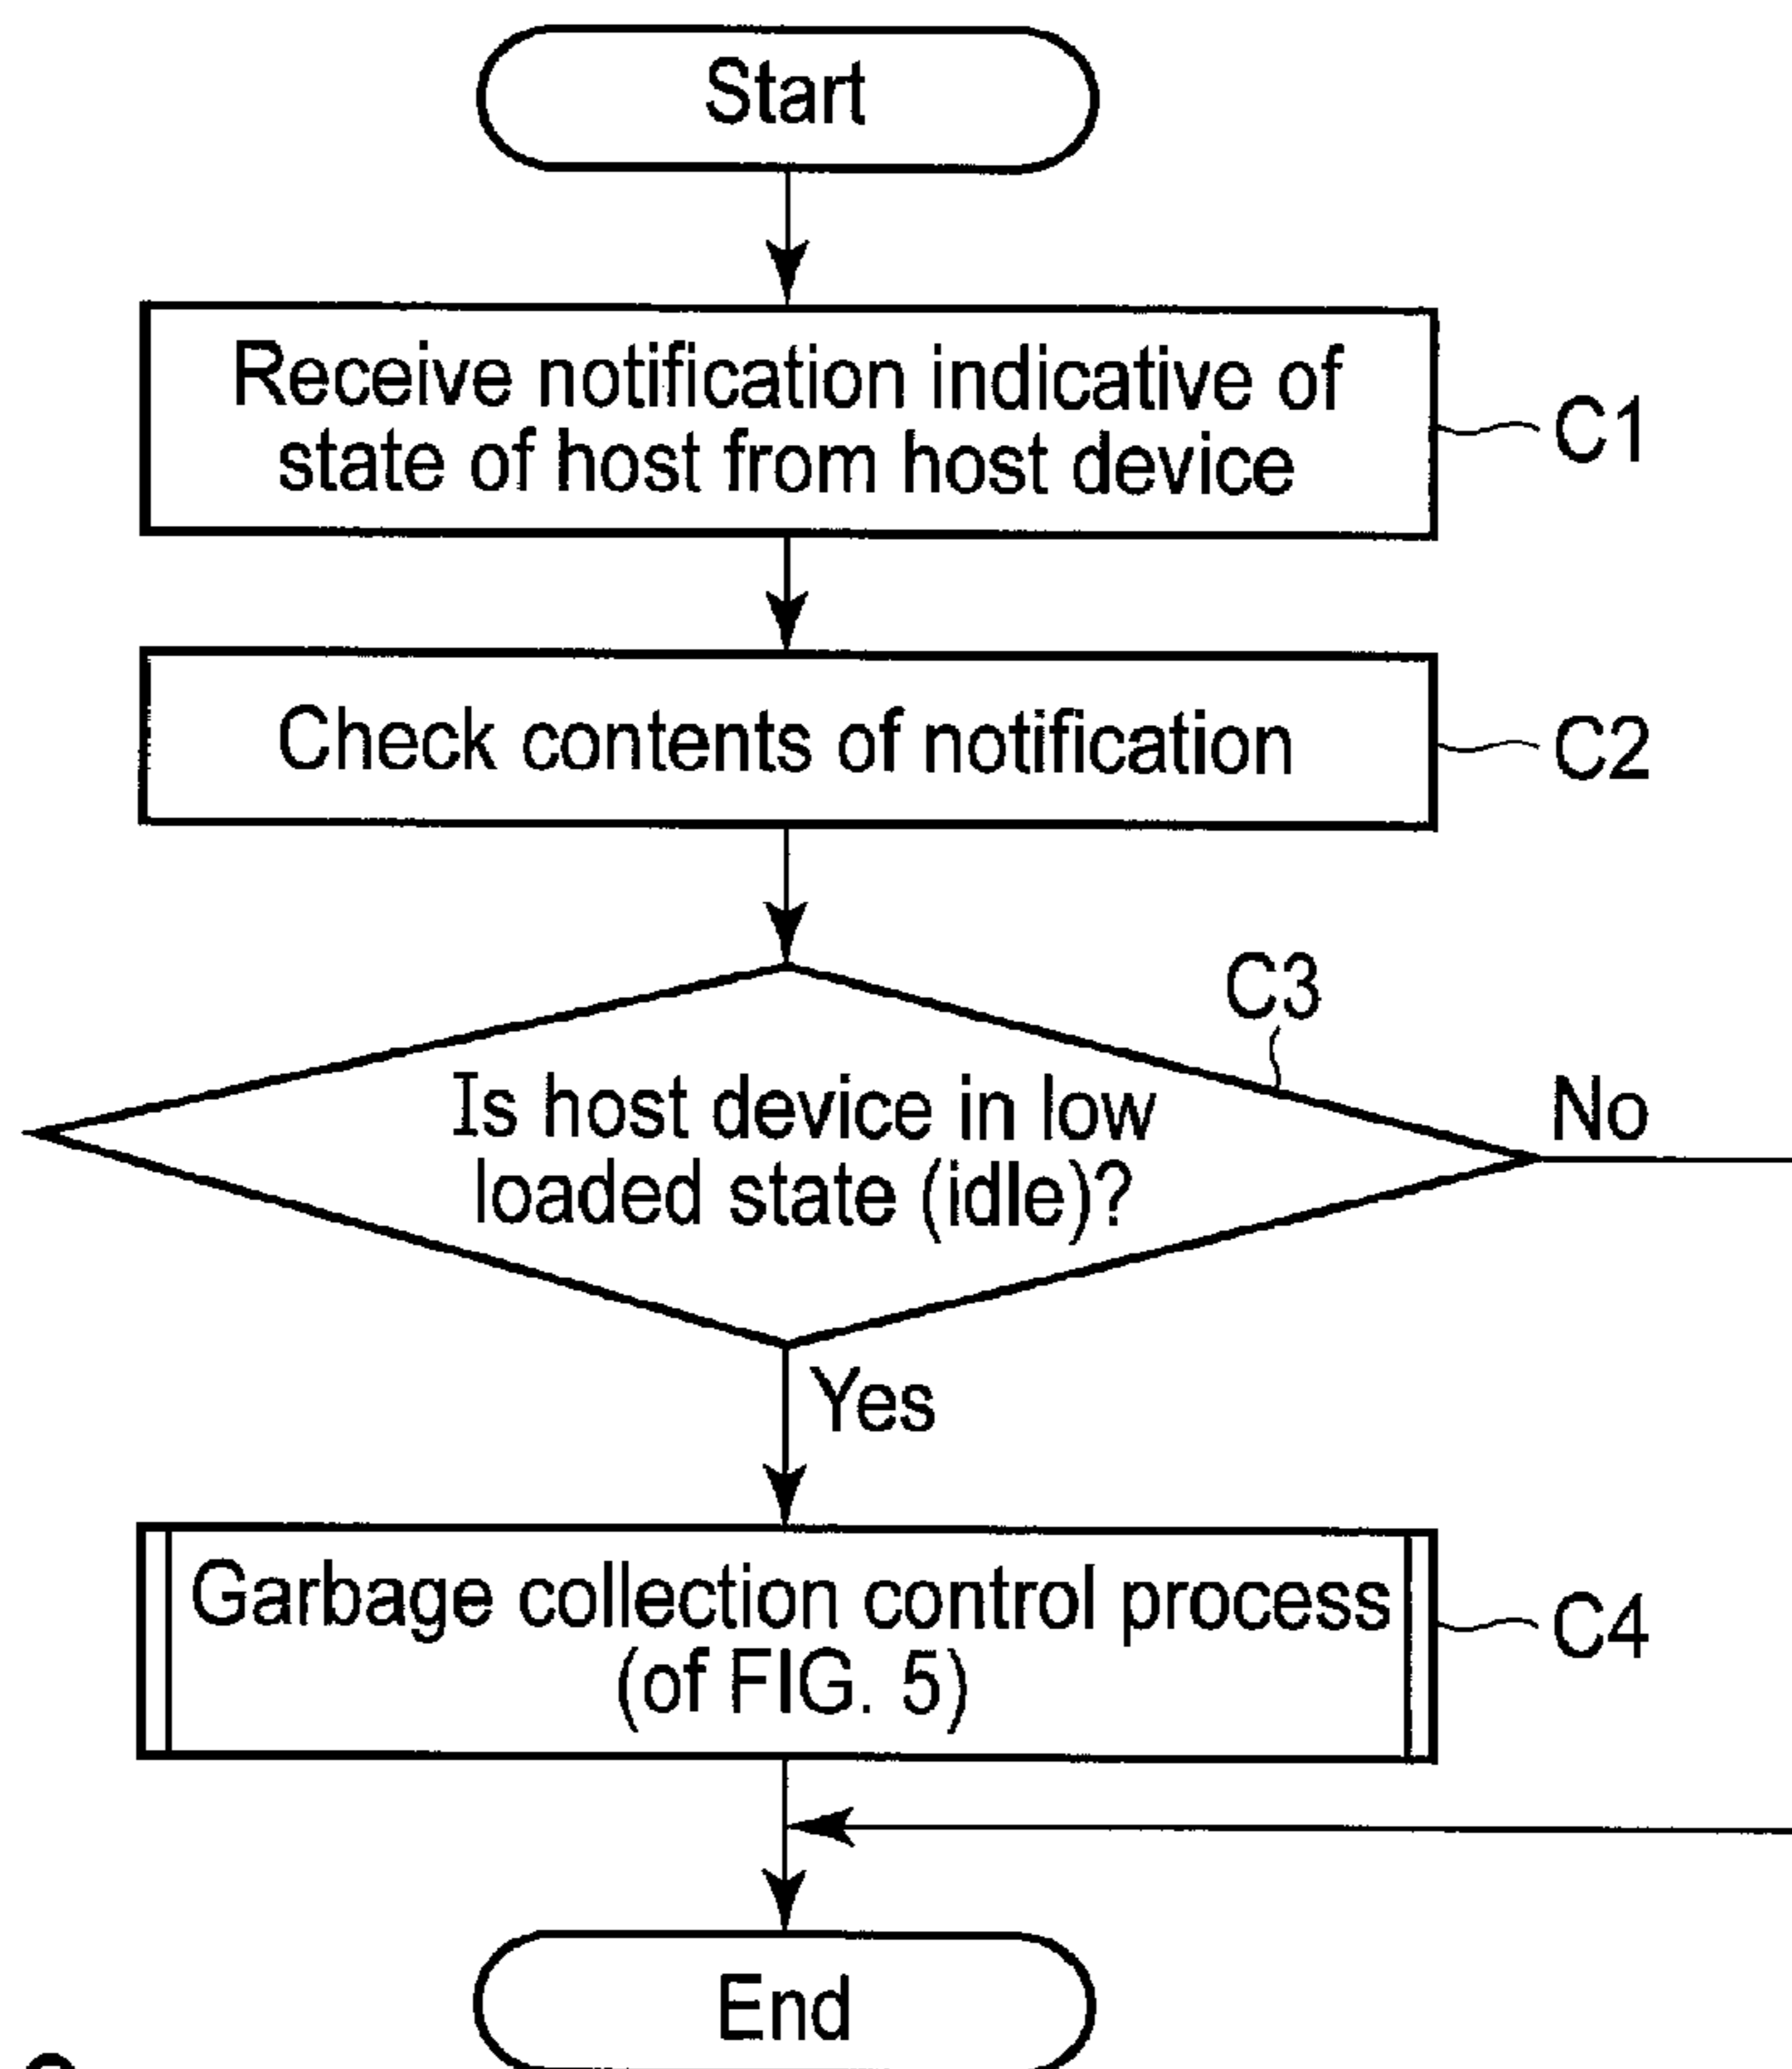 Start
Receive notification indicative of
state of host from host device
C1
Check contents of notification
C2
C3
Is host device in low
loaded state (idle)?
No
Yes
Garbage collection control process
(of FIG. 5)
C4
End